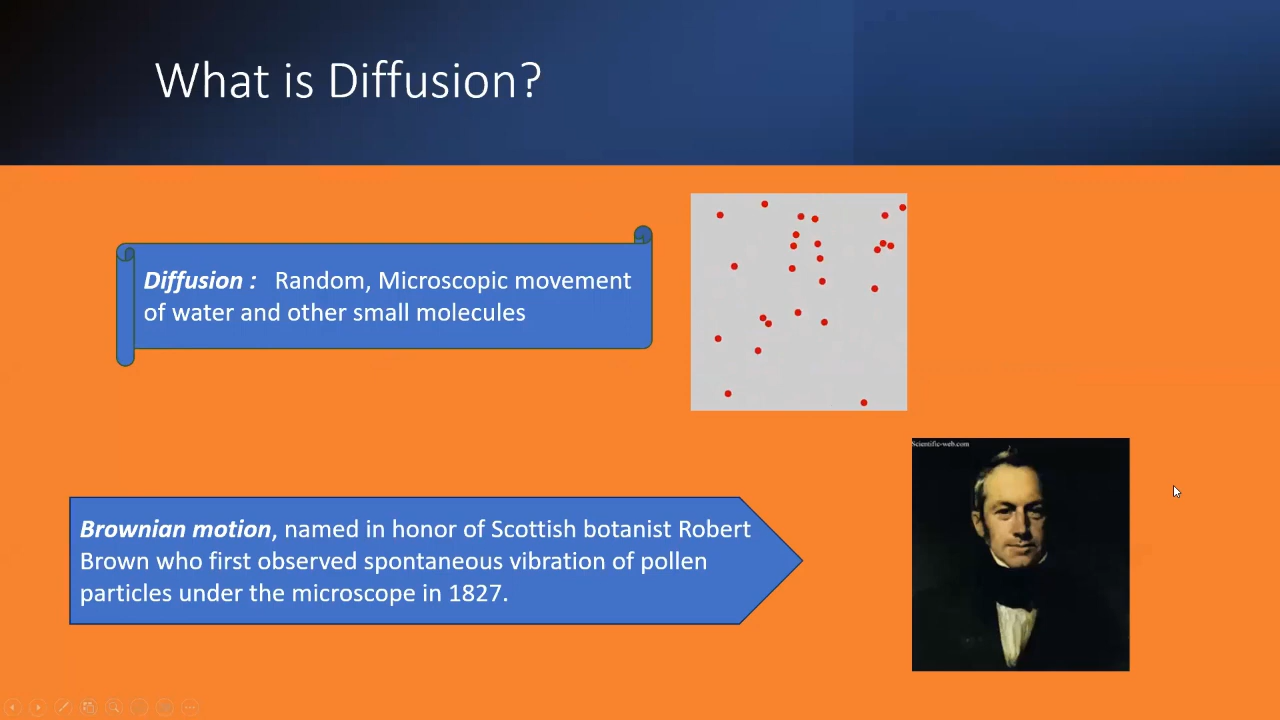 What is Diffusion?
Diffusion : Random, Microscopic movement
of water and other small molecules
Scientific-web.com
Brownian motion, named in honor of Scottish botanist Robert
Brown who first observed spontaneous vibration of pollen
particles under the microscope in 1827.